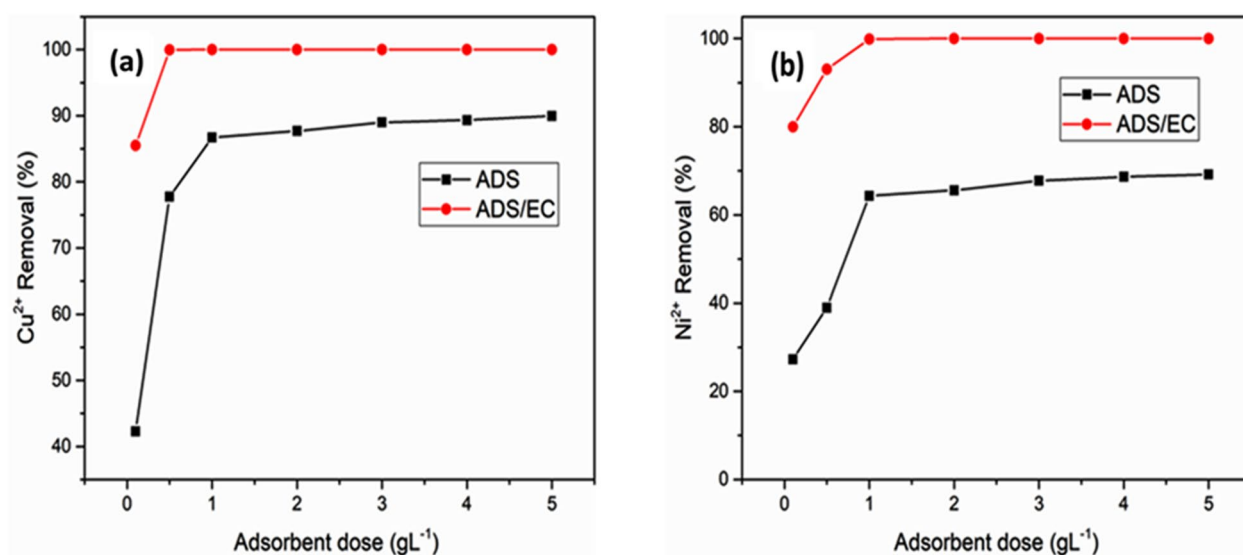 (a)
ADS
ADS/EC
Cu²⁺ Removal (%)
100
90
80
70
60
50
40
0 1 2 3 4 5
Adsorbent dose (gL⁻¹)
(b)
ADS
ADS/EC
Ni²⁺ Removal (%)
100
80
60
40
20
0
0 1 2 3 4 5
Adsorbent dose (gL⁻¹)